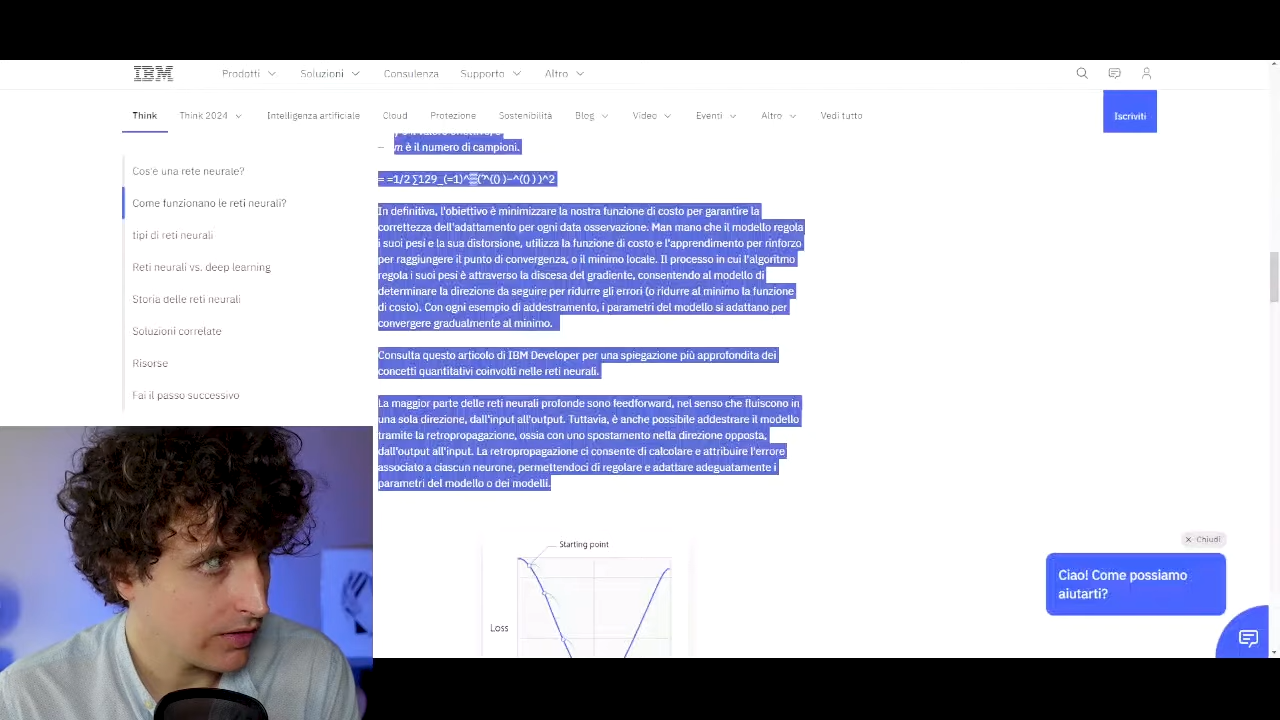 IBM
Prodotti Soluzioni Consulenza Supporto Altro
Think Think 2024 Intelligenza artificiale Cloud Protezione Sostenibilità Blog Video Eventi Altro Vedi tutto
Iscriviti
Cos'è una rete neurale?
Come funzionano le reti neurali?
tipi di reti neurali
Reti neurali vs. deep learning
Storia delle reti neurali
Soluzioni correlate
Risorse
Fai il passo successivo
– m è il numero di campioni.
In definitiva, l'obiettivo è minimizzare la nostra funzione di costo per garantire la
correttezza dell'adattamento per ogni data osservazione. Man mano che il modello regola
i suoi pesi e la sua distorsione, utilizza la funzione di costo e l'apprendimento per rinforzo
per raggiungere il punto di convergenza, o il minimo locale. Il processo in cui l'algoritmo
regola i suoi pesi è attraverso la discesa del gradiente, consentendo al modello di
determinare la direzione da seguire per ridurre gli errori (o ridurre al minimo la funzione
di costo). Con ogni esempio di addestramento, i parametri del modello si adattano per
convergere gradualmente al minimo.
Consulta questo articolo di IBM Developer per una spiegazione più approfondita dei
concetti quantitativi coinvolti nelle reti neurali.
La maggior parte delle reti neurali profonde sono feedforward, nel senso che fluiscono in
una sola direzione, dall'input all'output. Tuttavia, è anche possibile addestrare il modello
tramite la retropropagazione, ossia con uno spostamento nella direzione opposta,
dall'output all'input. La retropropagazione ci consente di calcolare e attribuire l'errore
associato a ciascun neurone, permettendoci di regolare e adattare adeguatamente i
parametri del modello o dei modelli.
Starting point
Loss
× Chiudi
Ciao! Come possiamo
aiutarti?